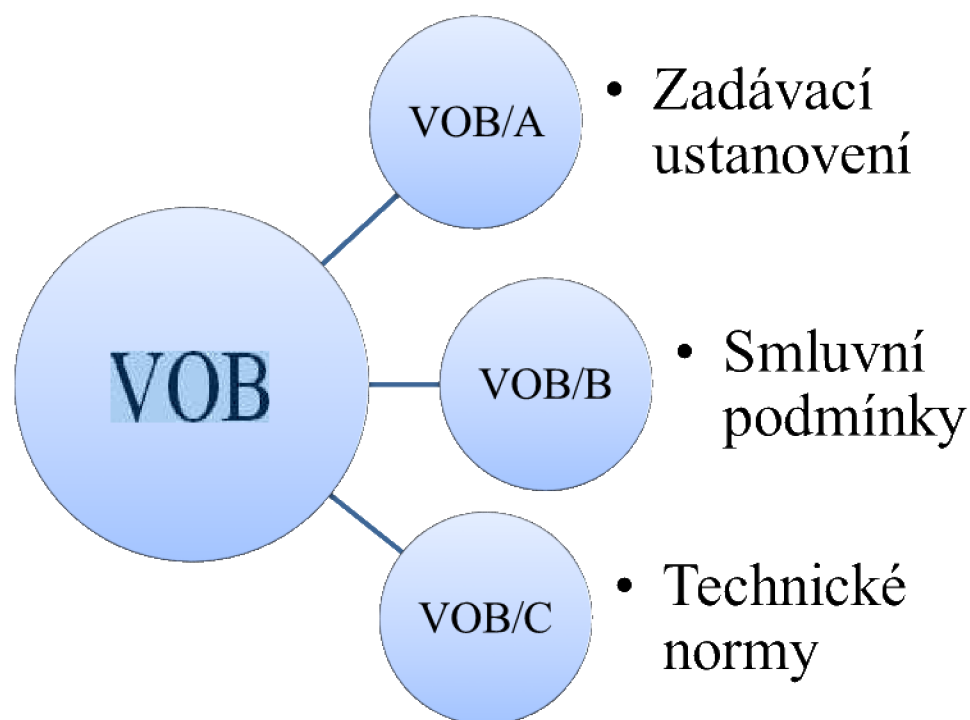 VOB
VOB/A
• Zadávací
ustanovení
VOB/B
• Smluvní
podmínky
VOB/C
• Technické
normy